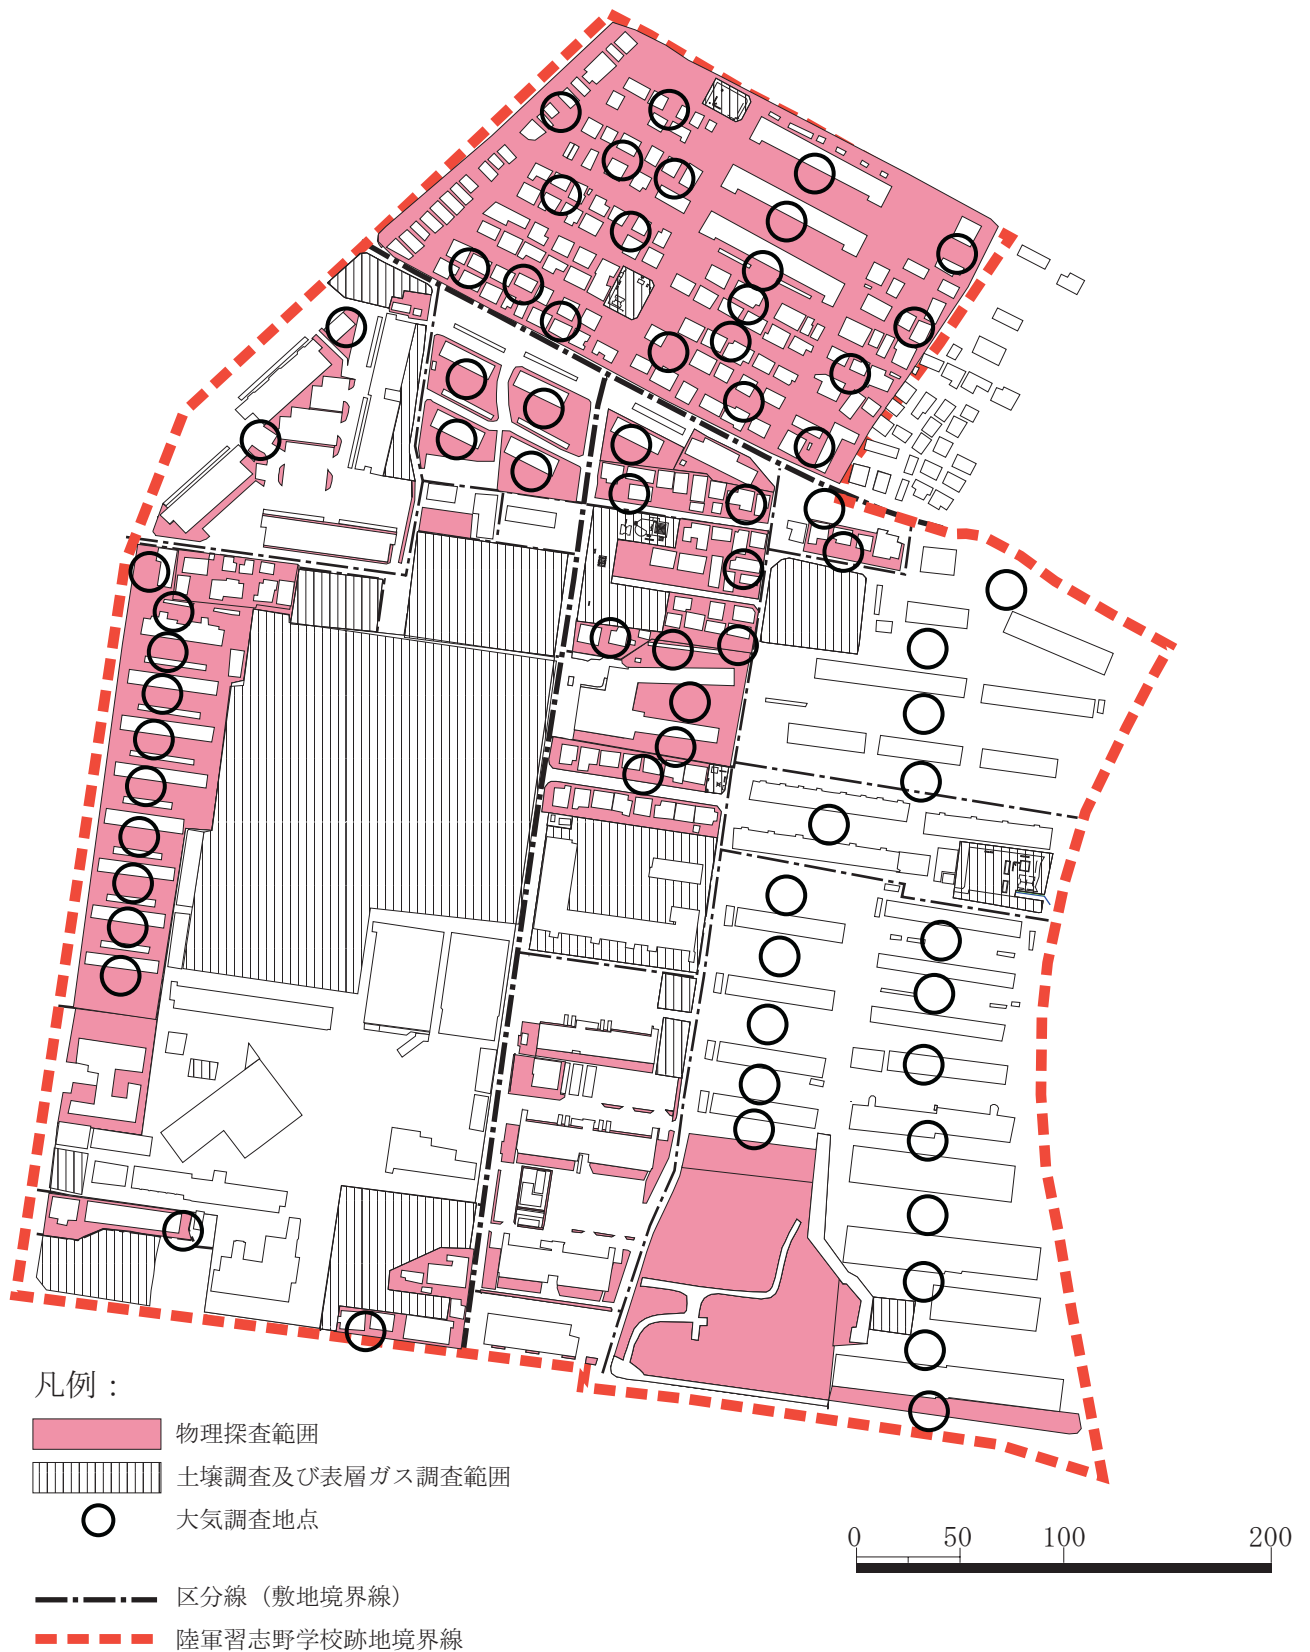 凡例：
物理探査範囲
土壌調査及び表層ガス調査範囲
大気調査地点
0 50 100 200
区分線（敷地境界線）
陸軍習志野学校跡地境界線